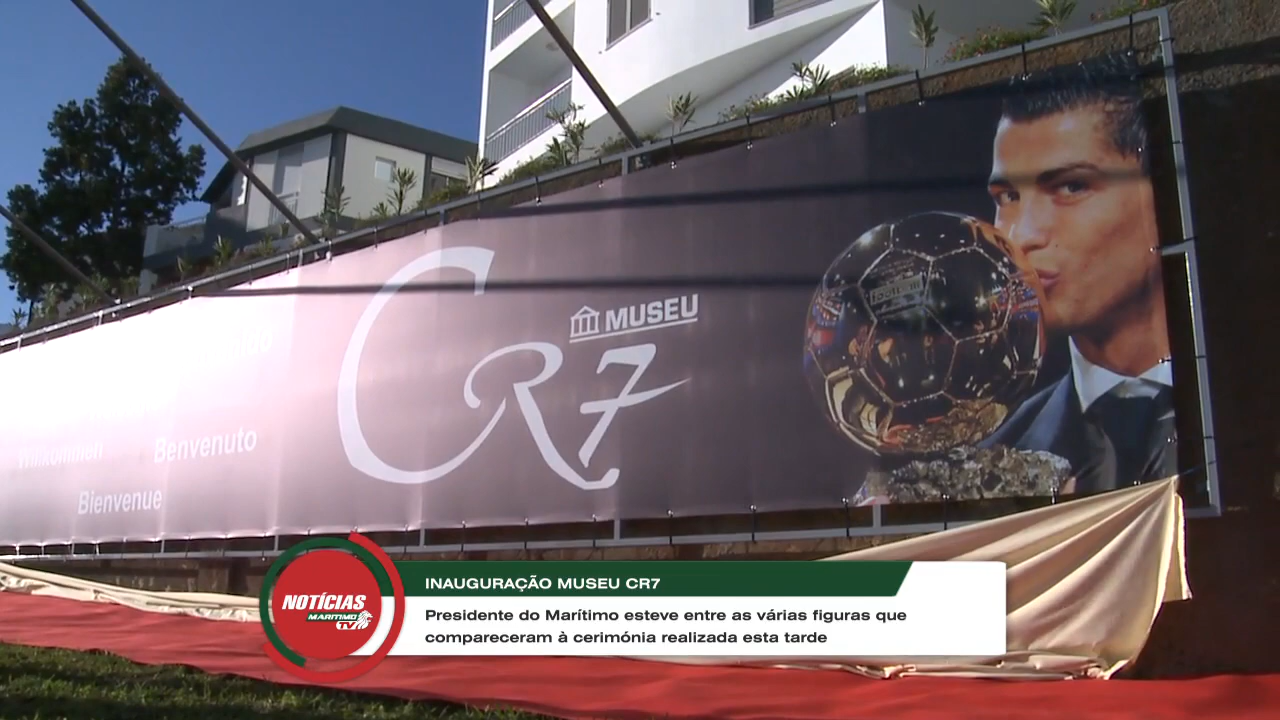 MUSEU
CR7
football
Benvenuto
Bienvenue
INAUGURAÇÃO MUSEU CR7
NOTÍCIAS
MARÍTIMO
TV
Presidente do Marítimo esteve entre as várias figuras que
compareceram à cerimónia realizada esta tarde